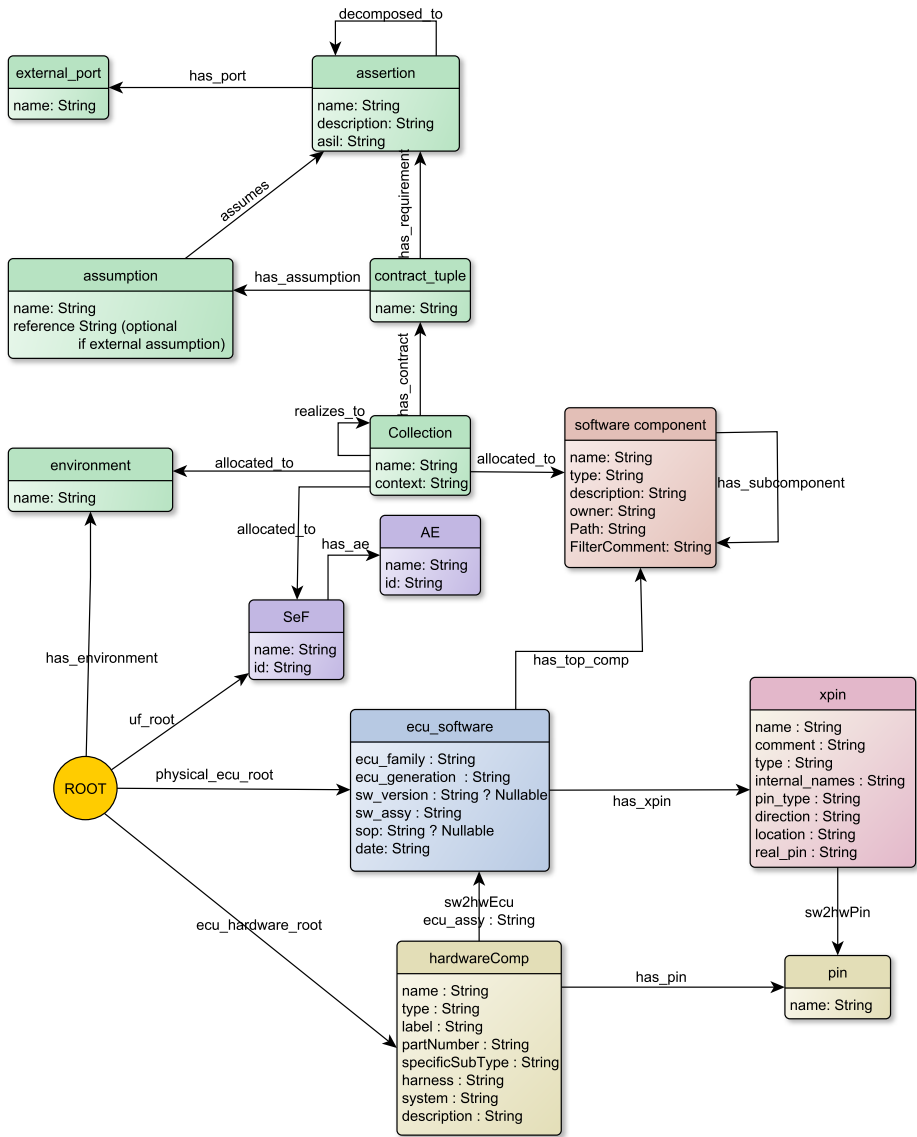 decomposed_to
external_port
name: String
has_port
assertion
name: String
description: String
asil: String
assumes
has_requirement
assumption
name: String
reference String (optional
if external assumption)
has_assumption
contract_tuple
name: String
has_contract
realizes_to
Collection
name: String
context: String
environment
name: String
allocated_to
allocated_to
software component
name: String
type: String
description: String
owner: String
Path: String
FilterComment: String
has_subcomponent
allocated_to
has_ae
AE
name: String
id: String
SeF
name: String
id: String
has_environment
has_top_comp
uf_root
ROOT
physical_ecu_root
ecu_software
ecu_family : String
ecu_generation : String
sw_version : String ? Nullable
sw_assy : String
sop: String ? Nullable
date: String
has_xpin
xpin
name : String
comment : String
type : String
internal_names : String
pin_type : String
direction : String
location : String
real_pin : String
sw2hwEcu
ecu_assy : String
sw2hwPin
ecu_hardware_root
hardwareComp
name : String
type : String
label : String
partNumber : String
specificSubType : String
harness : String
system : String
description : String
has_pin
pin
name: String